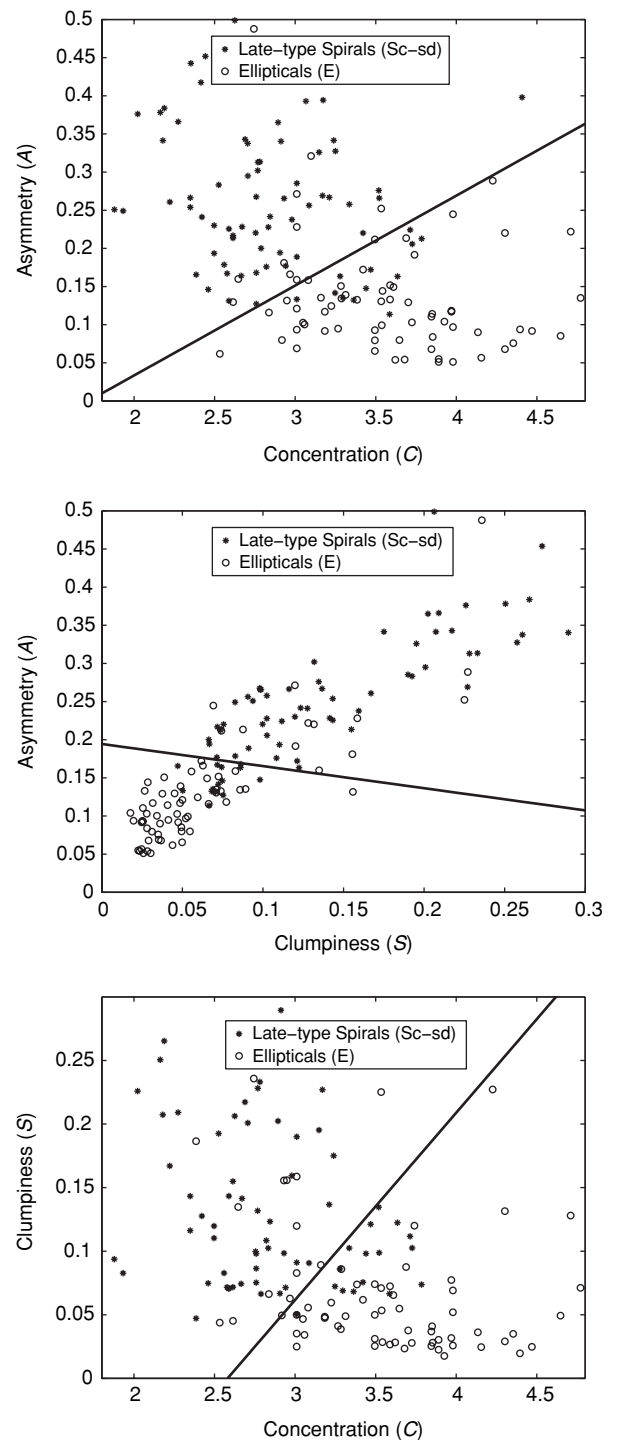 0.5
0.45
0.4
0.35
0.3
0.25
0.2
0.15
0.1
0.05
0
Asymmetry (A)
Late−type Spirals (Sc−sd)
Ellipticals (E)
2 2.5 3 3.5 4 4.5
Concentration (C)
0.5
0.45
0.4
0.35
0.3
0.25
0.2
0.15
0.1
0.05
0
Asymmetry (A)
Late−type Spirals (Sc−sd)
Ellipticals (E)
0 0.05 0.1 0.15 0.2 0.25 0.3
Clumpiness (S)
0.25
0.2
0.15
0.1
0.05
0
Clumpiness (S)
Late−type Spirals (Sc−sd)
Ellipticals (E)
2 2.5 3 3.5 4 4.5
Concentration (C)